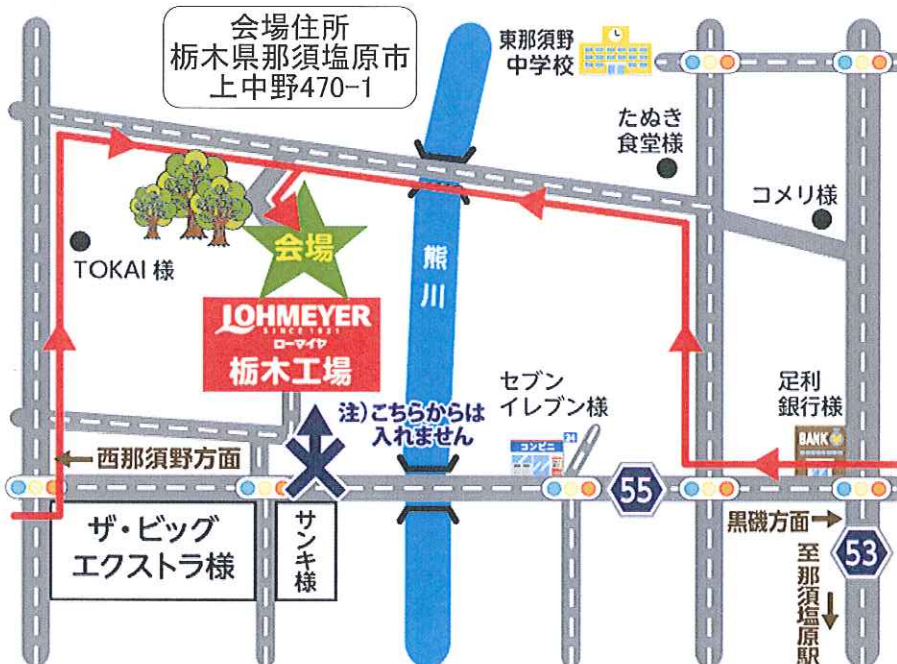 会場住所
栃木県那須塩原市
上中野470-1
東那須野
中学校
たぬき
食堂様
コメリ様
TOKAI 様
会場
熊川
LOHMEYER
SINCE 1921
ローマイヤ
栃木工場
注)こちらからは
入れません
セブン
イレブン様
コンビニ
24
足利
銀行様
BANK
←西那須野方面
55
黒磯方面→
53
ザ・ビッグ
エクストラ様
サンキ様
至那須塩原駅